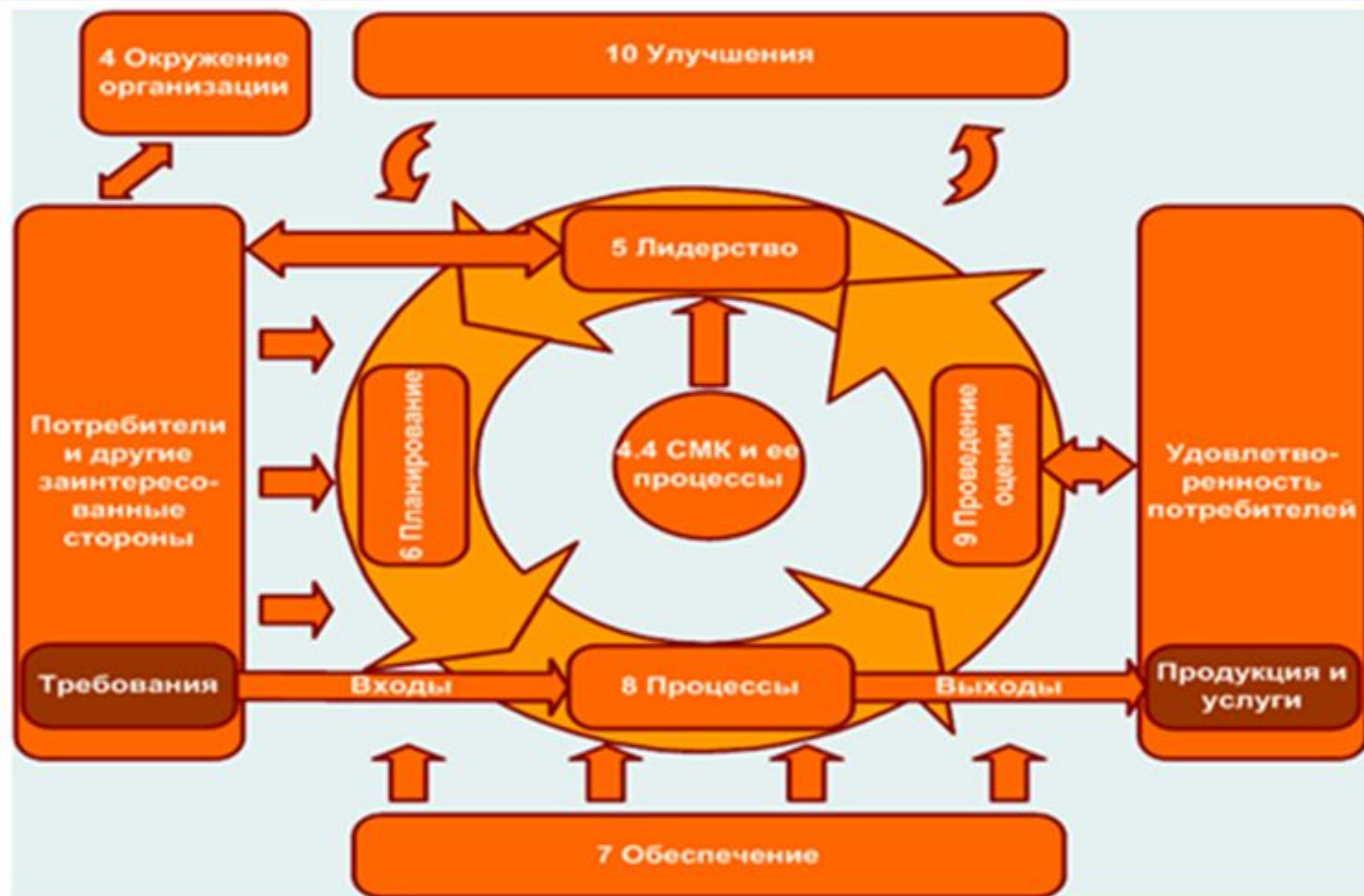 4 Окружение
организации
10 Улучшения
5 Лидерство
Потребители
и другие
заинтересо-
ванные
стороны
6 Планирование
4.4 СМК и ее
процессы
9 Проведение
оценки
Удовлетво-
ренность
потребителей
Требования
Входы
8 Процессы
Выходы
Продукция и
услуги
7 Обеспечение